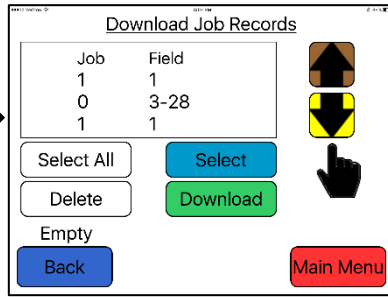 Download Job Records
Job Field
1 1
0 3-28
1 1
Select All Select
Delete Download
Empty
Back Main Menu